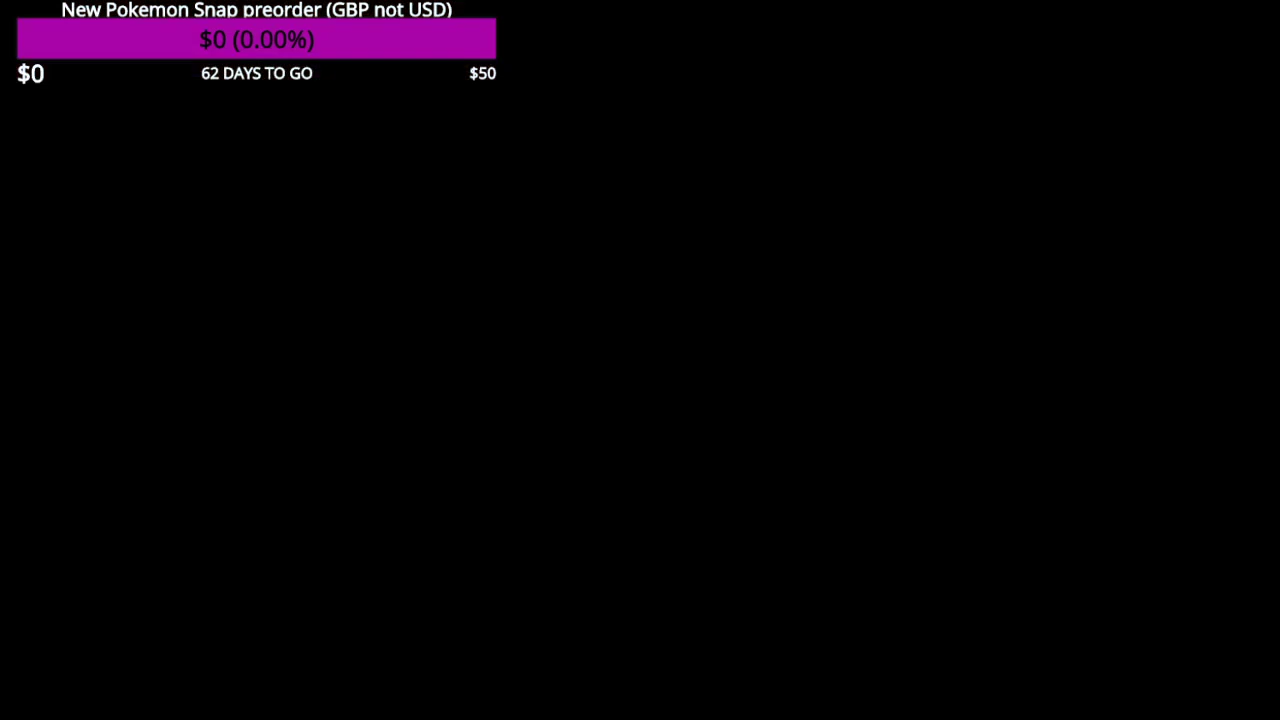 New Pokemon Snap preorder (GBP not USD)
$0 (0.00%)
$0 62 DAYS TO GO $50